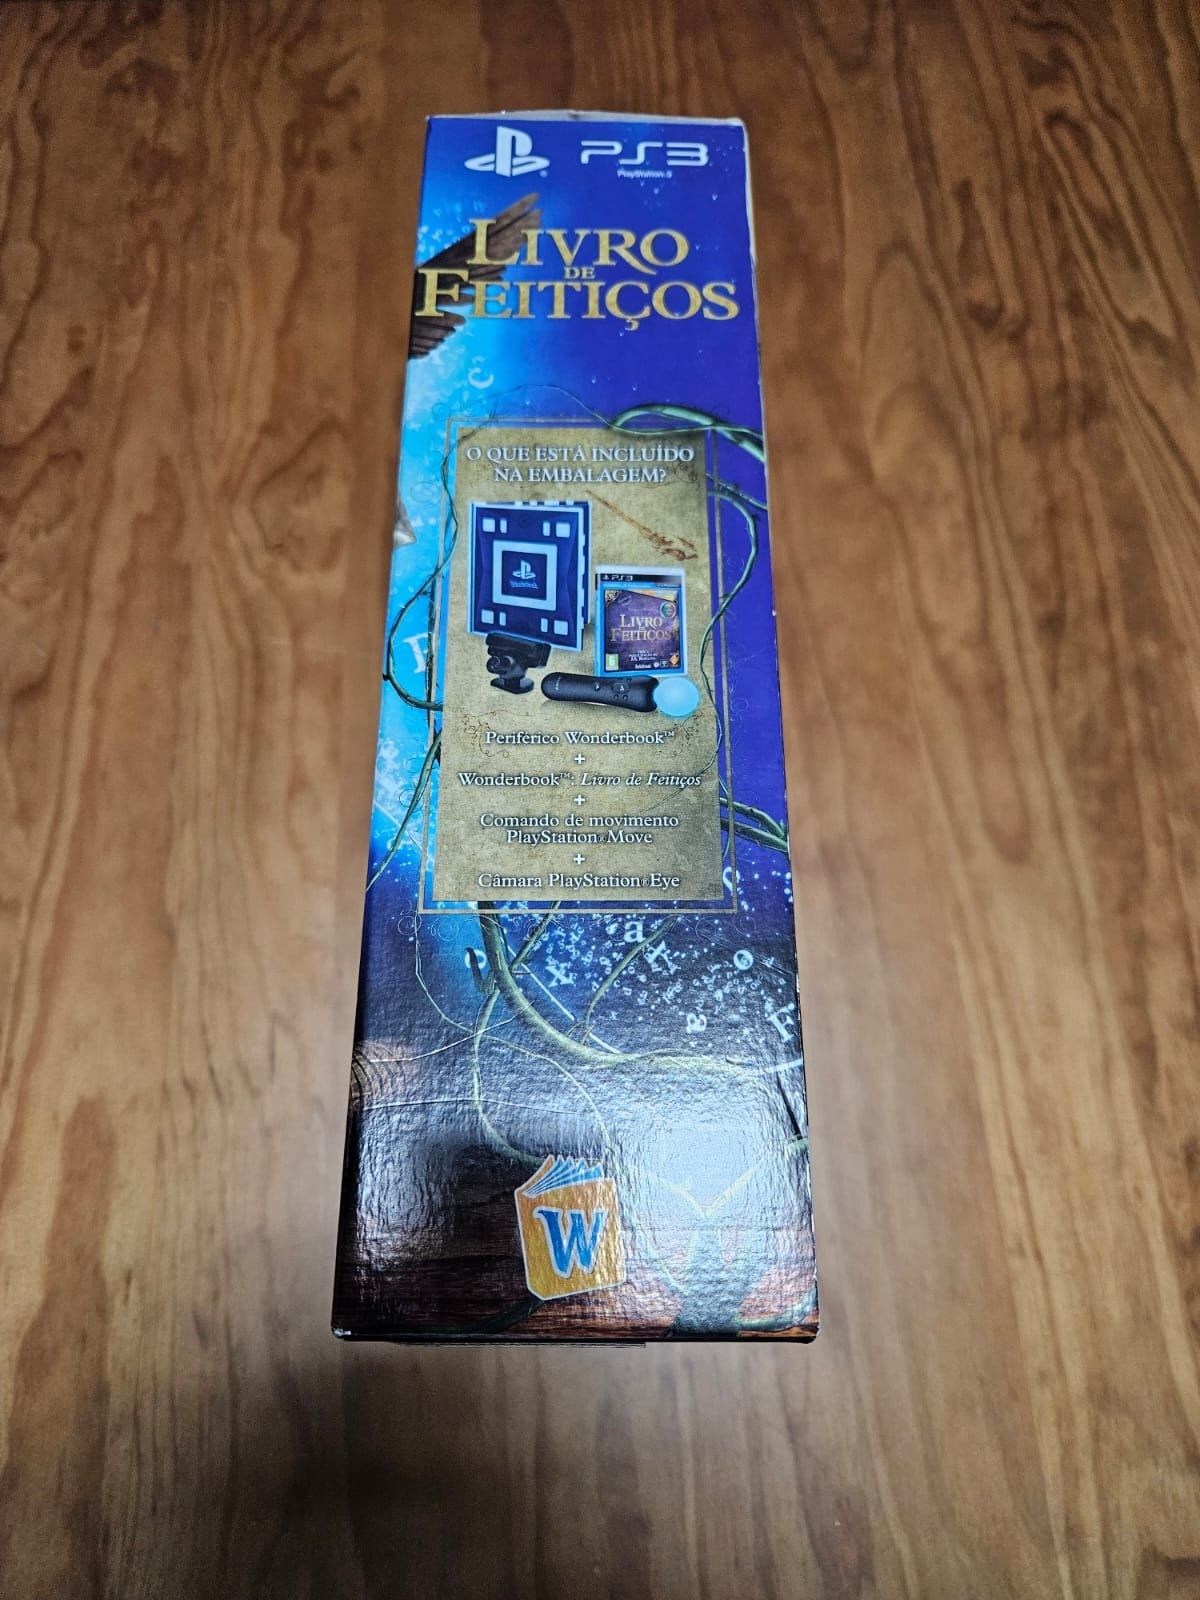 PS3
PlayStation 3
LIVRO
DE
FEITIÇOS
O QUE ESTÁ INCLUÍDO
NA EMBALAGEM?
PS3
LIVRO
DE
FEITIÇOS
Periférico Wonderbook™
+
Wonderbook™: Livro de Feitiços
+
Comando de movimento
PlayStation®Move
+
Câmara PlayStation®Eye
W